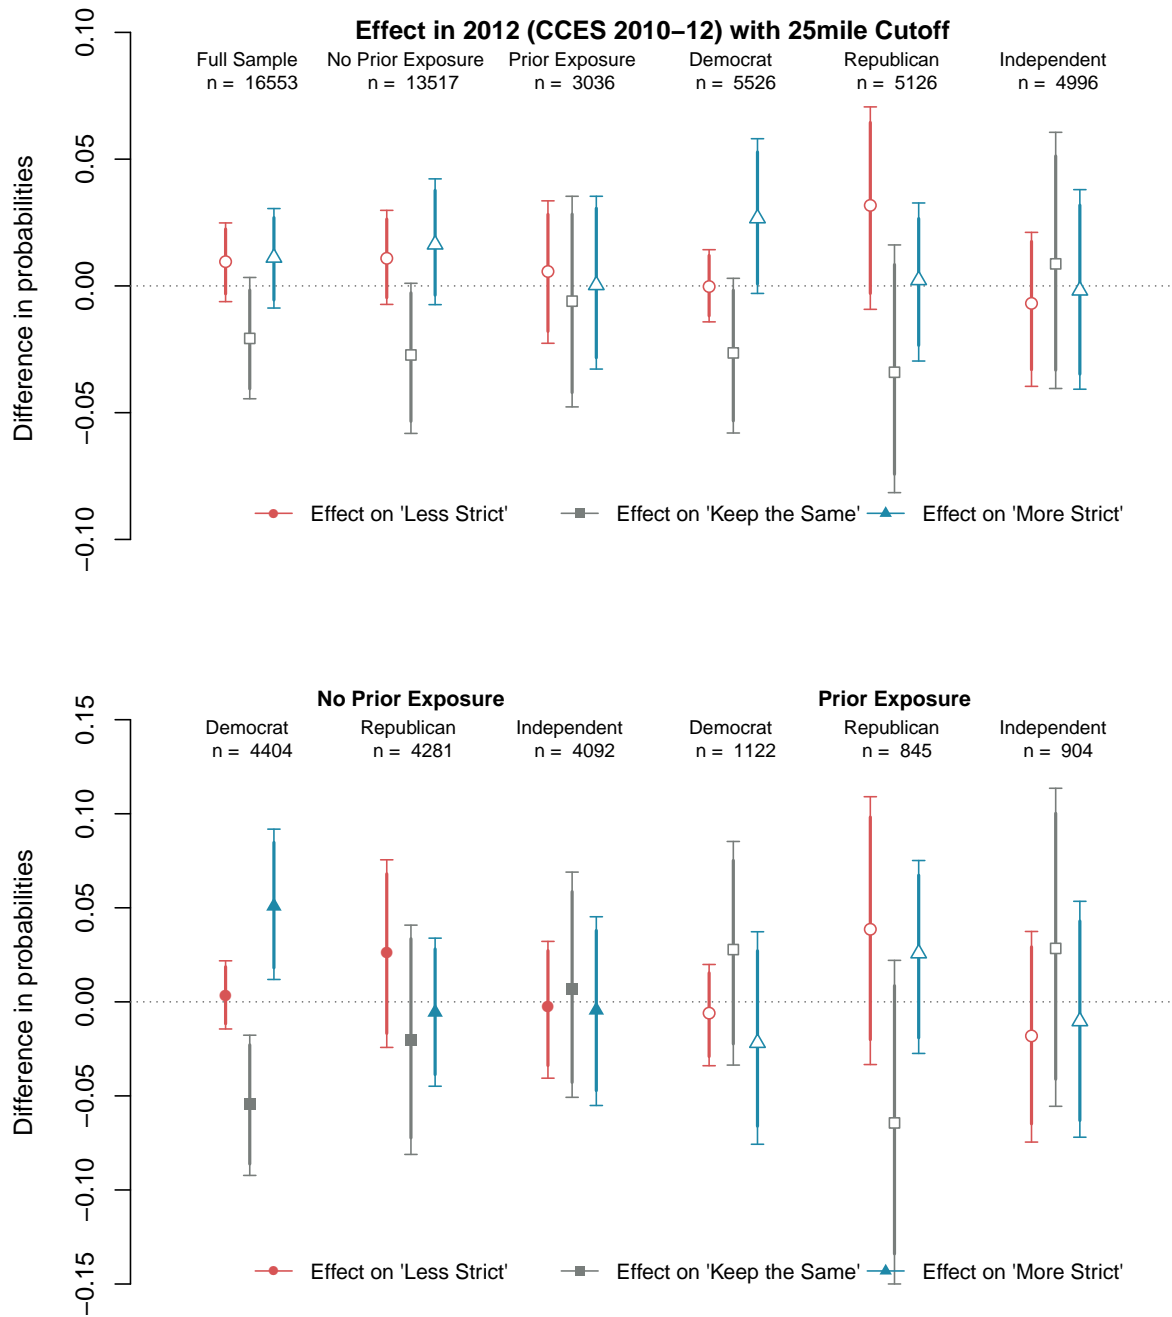 Effect in 2012 (CCES 2010−12) with 25mile Cutoff
Full Sample No Prior Exposure Prior Exposure Democrat Republican Independent
n = 16553 n = 13517 n = 3036 n = 5526 n = 5126 n = 4996
Difference in probabilities
0.10
0.05
0.00
−0.05
−0.10
Effect on 'Less Strict' Effect on 'Keep the Same' Effect on 'More Strict'
No Prior Exposure Prior Exposure
Democrat Republican Independent Democrat Republican Independent
n = 4404 n = 4281 n = 4092 n = 1122 n = 845 n = 904
Difference in probabilities
0.15
0.10
0.05
0.00
−0.05
−0.10
−0.15
Effect on 'Less Strict' Effect on 'Keep the Same' Effect on 'More Strict'